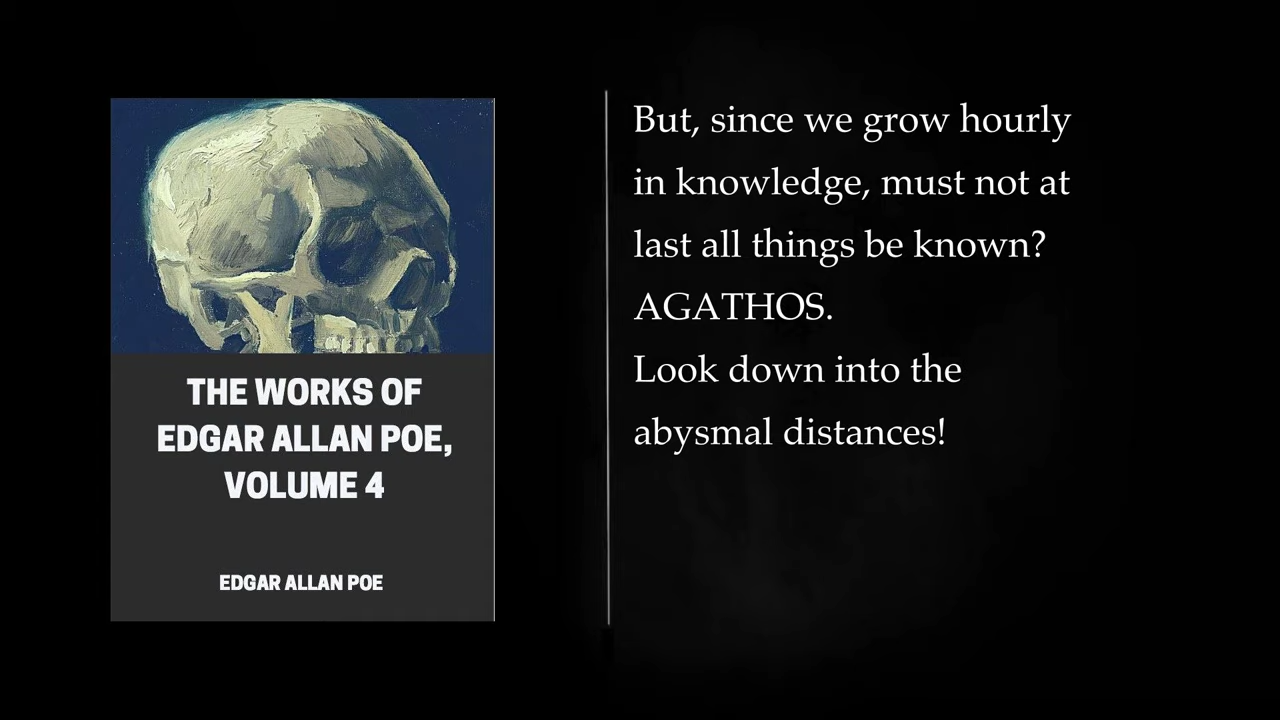 THE WORKS OF
EDGAR ALLAN POE,
VOLUME 4
EDGAR ALLAN POE
But, since we grow hourly
in knowledge, must not at
last all things be known?
AGATHOS.
Look down into the
abysmal distances!